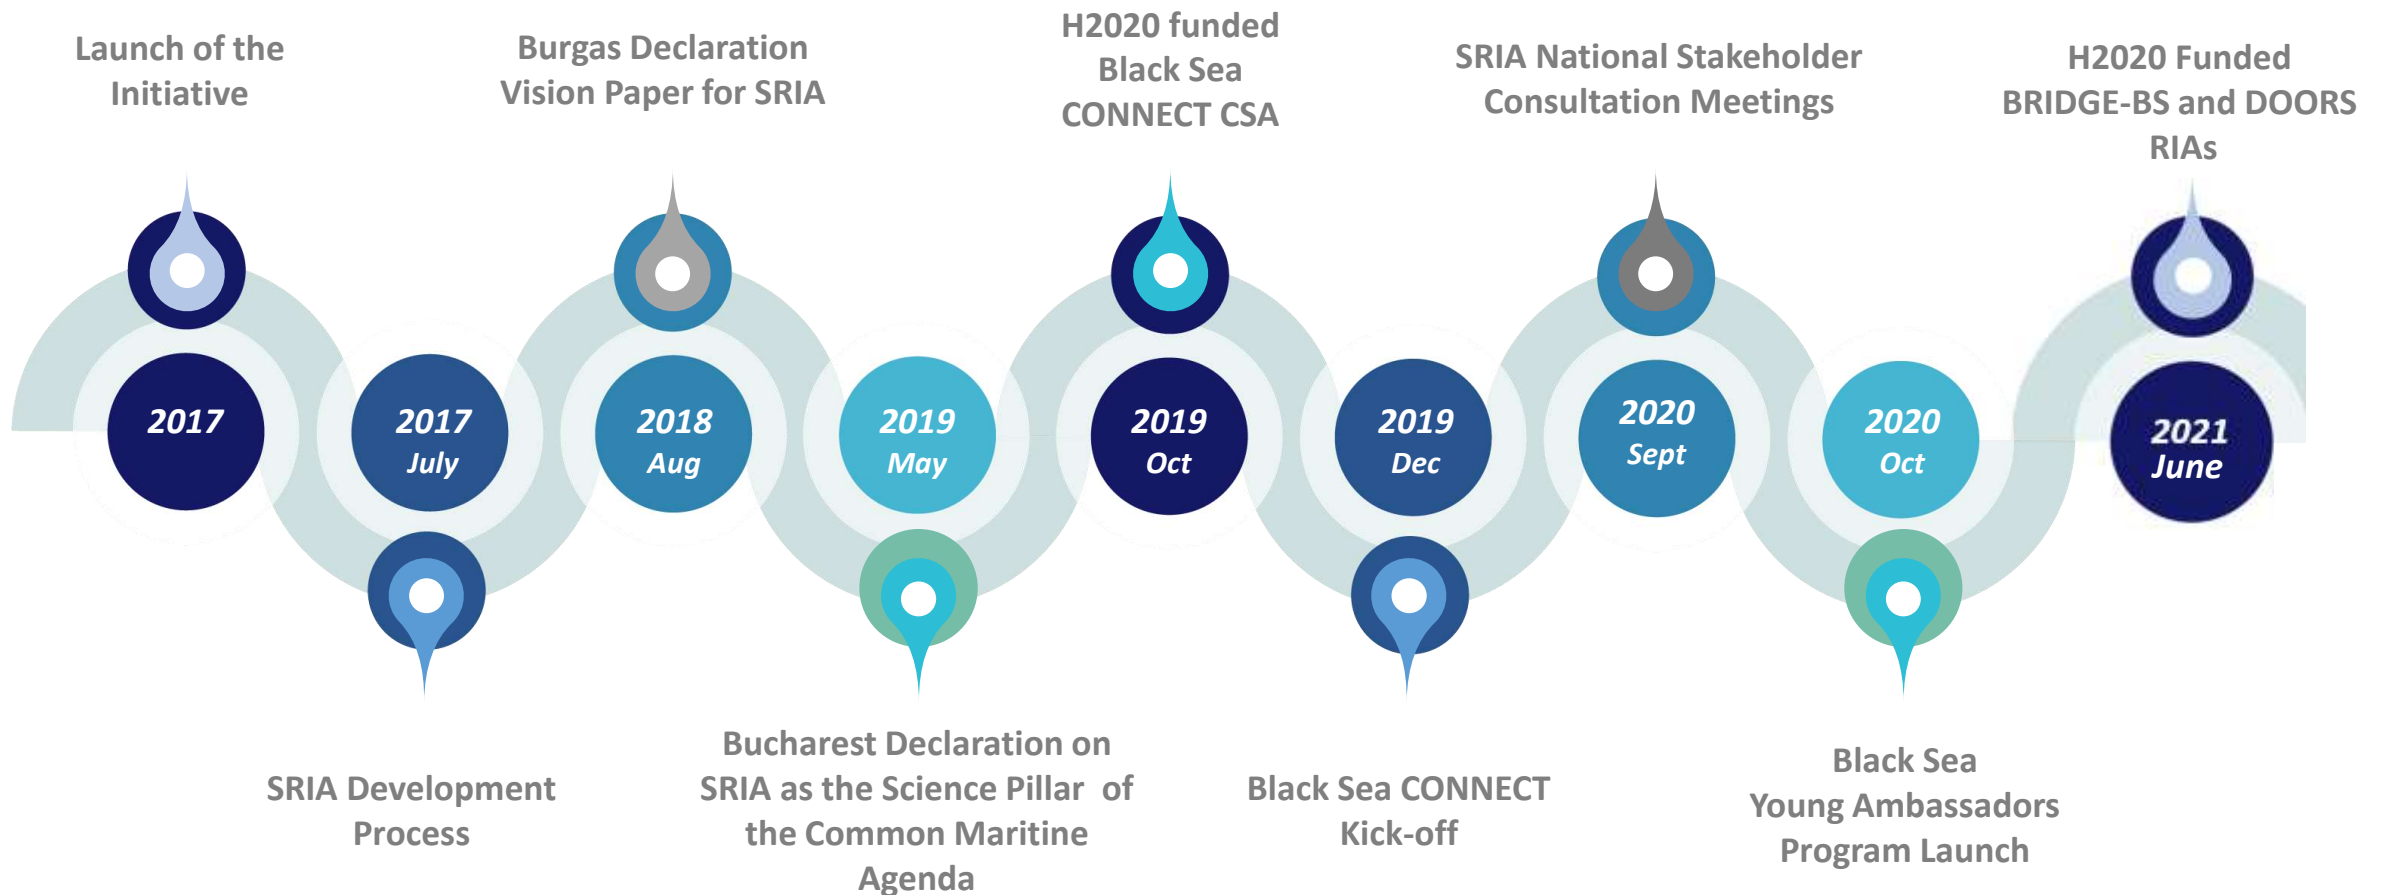 Launch of the
Initiative
2017
2017
July
SRIA Development
Process
Burgas Declaration
Vision Paper for SRIA
2018
Aug
2019
May
Bucharest Declaration on
SRIA as the Science Pillar of
the Common Maritine
Agenda
H2020 funded
Black Sea
CONNECT CSA
2019
Oct
2019
Dec
Black Sea CONNECT
Kick-off
SRIA National Stakeholder
Consultation Meetings
2020
Sept
2020
Oct
Black Sea
Young Ambassadors
Program Launch
H2020 Funded
BRIDGE-BS and DOORS
RIAs
2021
June